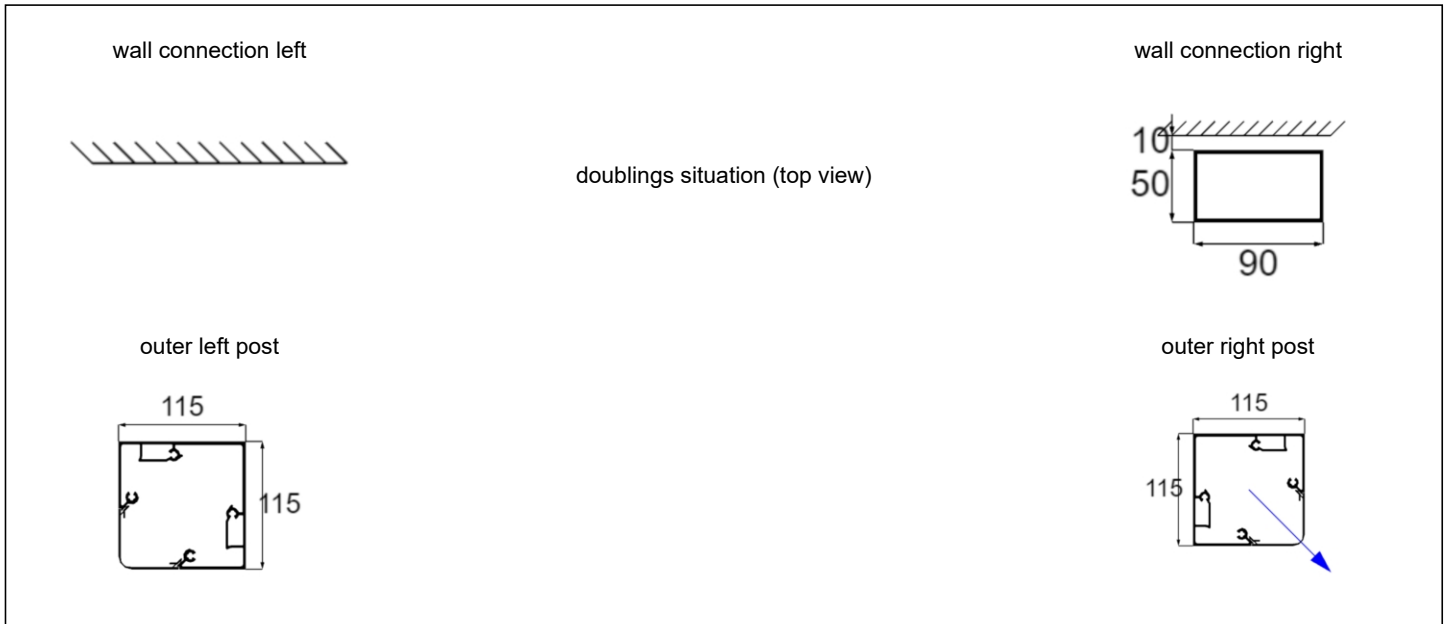 wall connection left
wall connection right
10
50
90
doublings situation (top view)
outer left post
outer right post
115
115
115
115